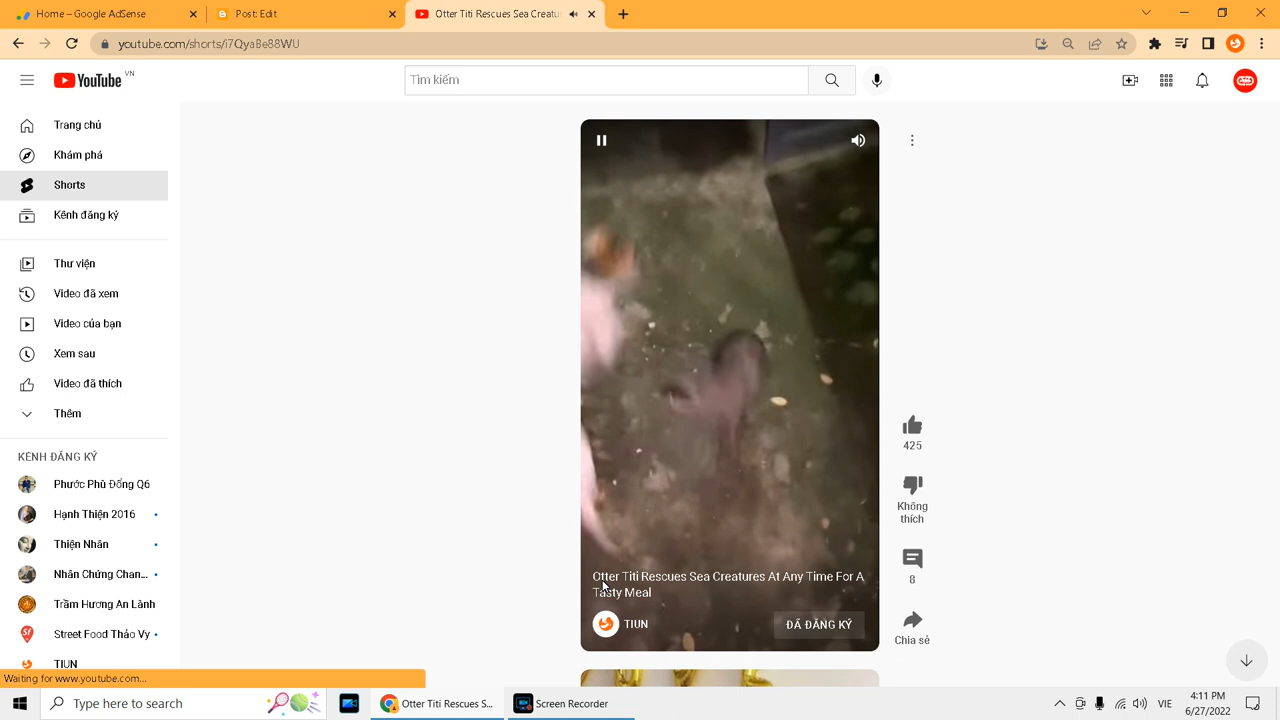 Home – Google AdSense
Post: Edit
Otter Titi Rescues Sea Creatu
youtube.com/shorts/i7QyaBe88WU
YouTube VN
Tìm kiếm
Trang chủ
Khám phá
Shorts
Kênh đăng ký
Thư viện
Video đã xem
Video của bạn
Xem sau
Video đã thích
Thêm
KÊNH ĐĂNG KÝ
Phước Phù Đổng Q6
Hạnh Thiện 2016
Thiện Nhân
Nhân Chứng Chan...
Trầm Hương An Lành
Street Food Thảo Vy
TIUN
425
Không
thích
8
Chia sẻ
Otter Titi Rescues Sea Creatures At Any Time For A
Tasty Meal
TIUN
ĐÃ ĐĂNG KÝ
Waiting for www.youtube.com...
Type here to search
Otter Titi Rescues S...
Screen Recorder
VIE
4:11 PM
6/27/2022